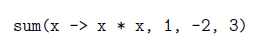 sum(x -> x * x, 1, -2, 3)